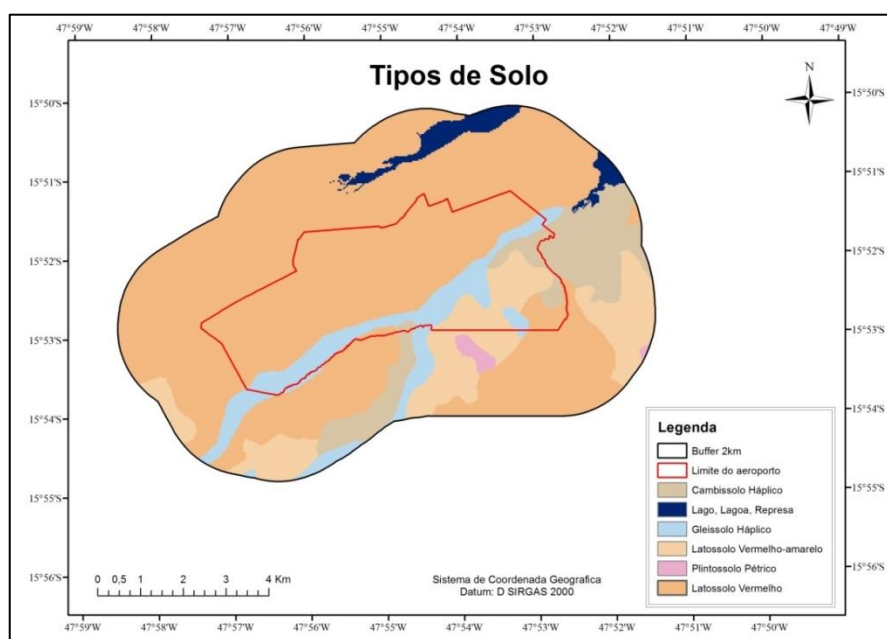 47°59'W 47°58'W 47°57'W 47°56'W 47°55'W 47°54'W 47°53'W 47°52'W 47°51'W 47°50'W 47°49'W
Tipos de Solo
N
15°50'S 15°50'S
15°51'S 15°51'S
15°52'S 15°52'S
15°53'S 15°53'S
15°54'S 15°54'S
15°55'S 15°55'S
15°56'S 15°56'S
Legenda
Buffer 2km
Limite do aeroporto
Cambissolo Háplico
Lago, Lagoa, Represa
Gleissolo Háplico
Latossolo Vermelho-amarelo
Plintossolo Pétrico
Latossolo Vermelho
0 0,5 1 2 3 4 Km
Sistema de Coordenada Geografica
Datum: D SIRGAS 2000
47°59'W 47°58'W 47°57'W 47°56'W 47°55'W 47°54'W 47°53'W 47°52'W 47°51'W 47°50'W